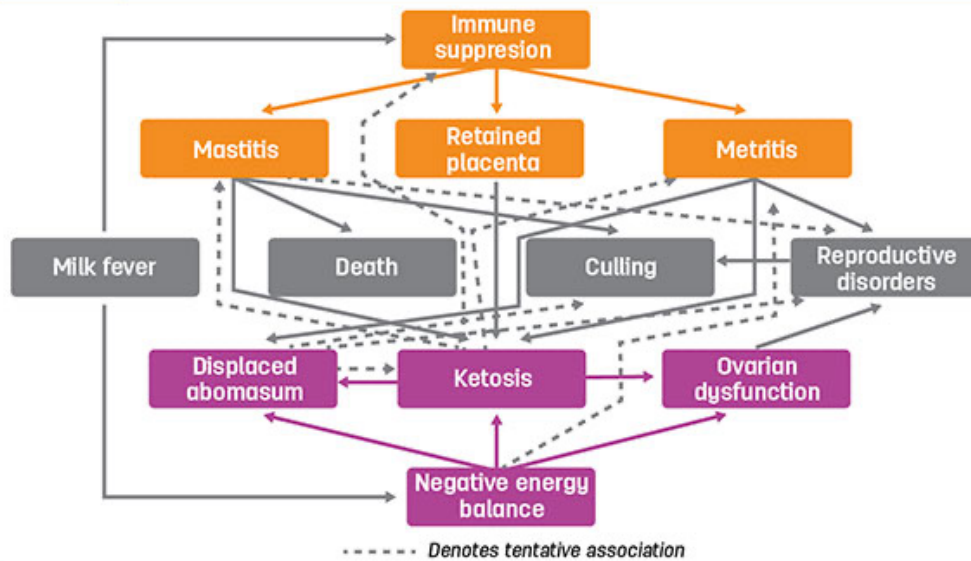 Immune
suppresion
Mastitis
Retained
placenta
Metritis
Milk fever
Death
Culling
Reproductive
disorders
Displaced
abomasum
Ketosis
Ovarian
dysfunction
Negative energy
balance
Denotes tentative association